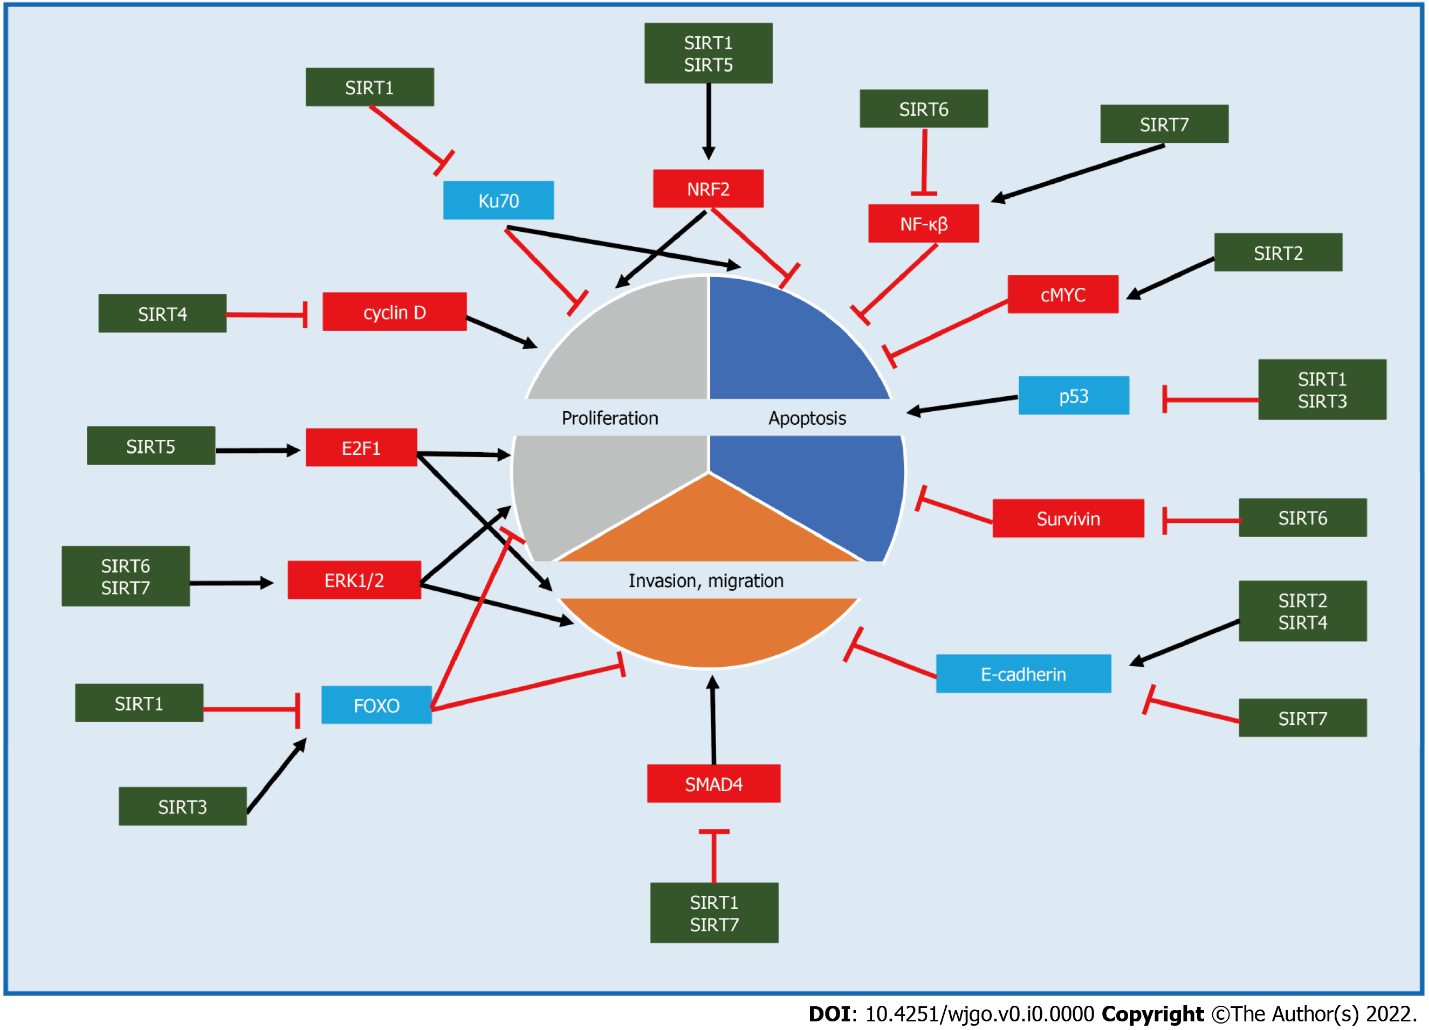 SIRT1
SIRT5
SIRT1
SIRT6
SIRT7
Ku70
NRF2
NF-κβ
SIRT2
cMYC
SIRT4
cyclin D
p53
SIRT1
SIRT3
Proliferation
Apoptosis
SIRT5
E2F1
Survivin
SIRT6
SIRT6
SIRT7
ERK1/2
Invasion, migration
SIRT2
SIRT4
E-cadherin
SIRT1
FOXO
SIRT7
SIRT3
SMAD4
SIRT1
SIRT7
DOI: 10.4251/wjgo.v0.i0.0000 Copyright ©The Author(s) 2022.